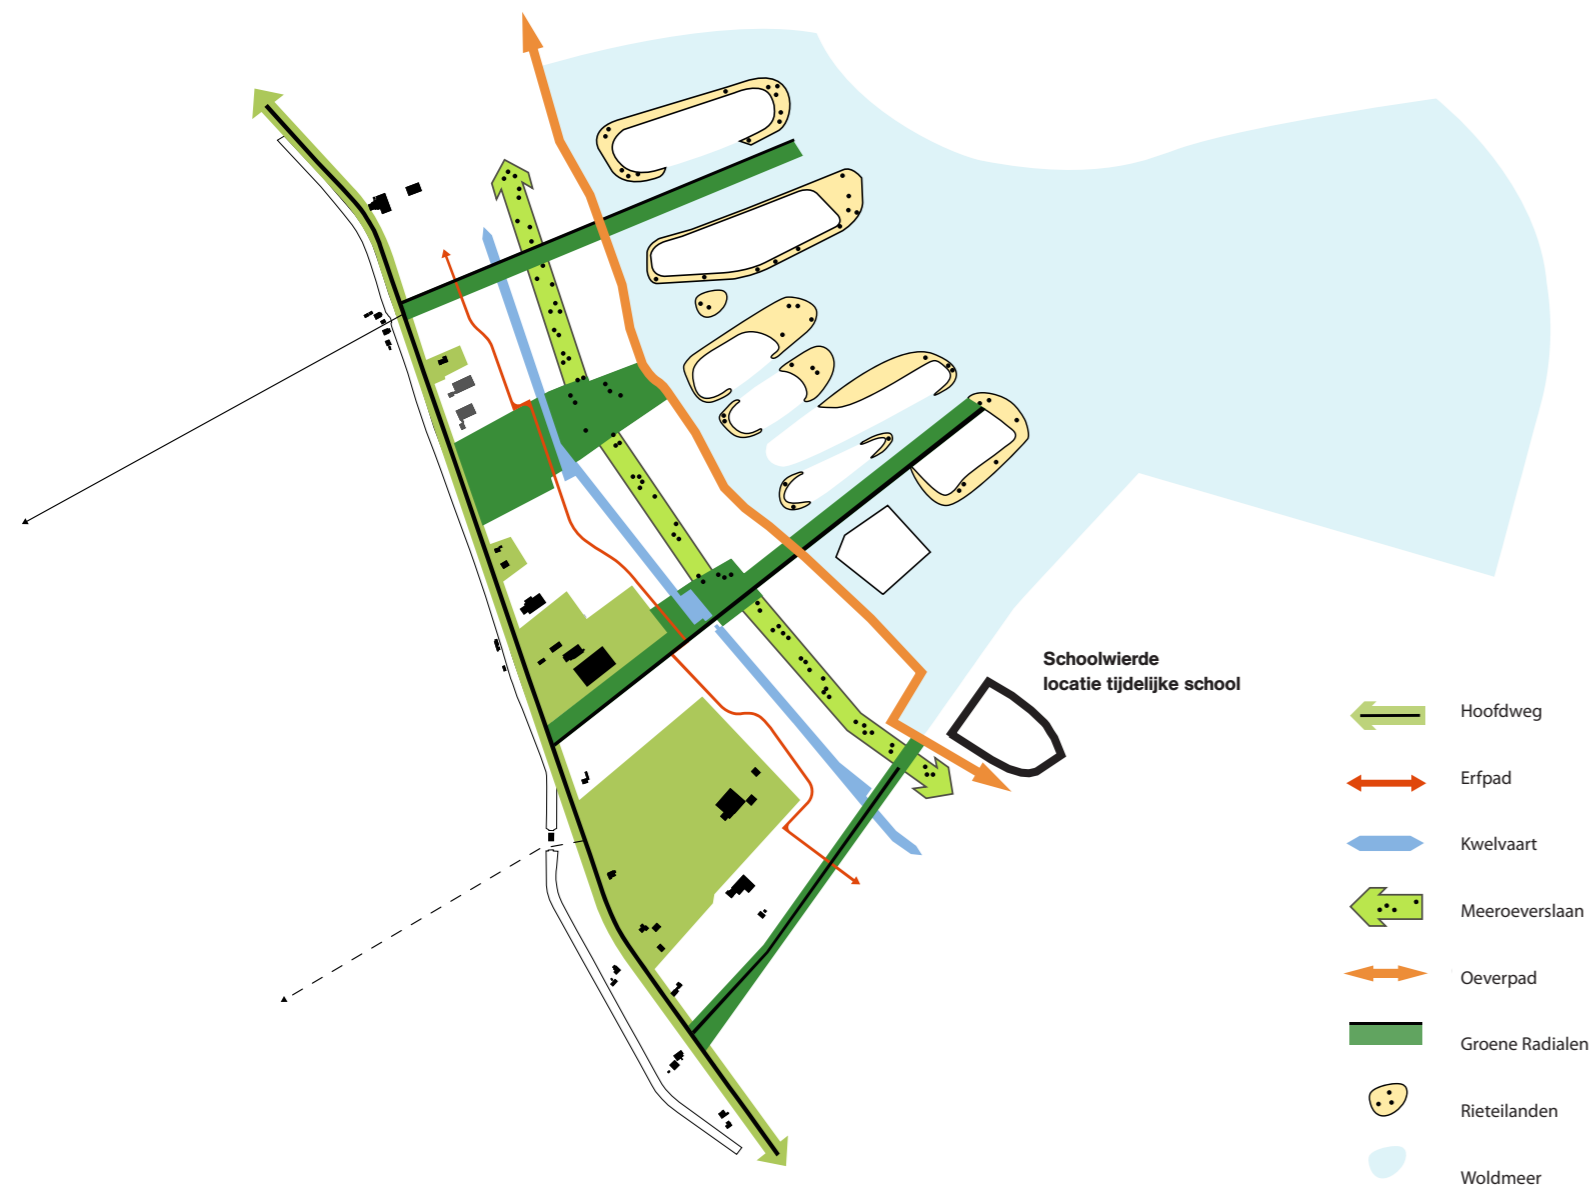 Schoolwierde
locatie tijdelijke school
Hoofdweg
Erfpad
Kwelvaart
Meeroeverslaan
Oeverpad
Groene Radialen
Rieteilanden
Woldmeer